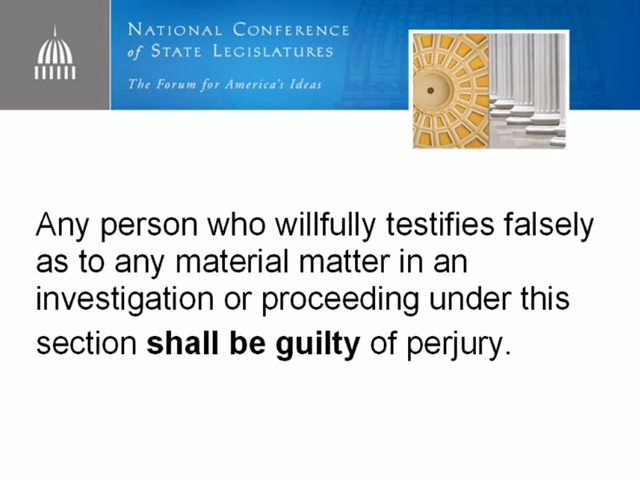 NATIONAL CONFERENCE
of STATE LEGISLATURES
The Forum for America's Ideas
Any person who willfully testifies falsely
as to any material matter in an
investigation or proceeding under this
section shall be guilty of perjury.